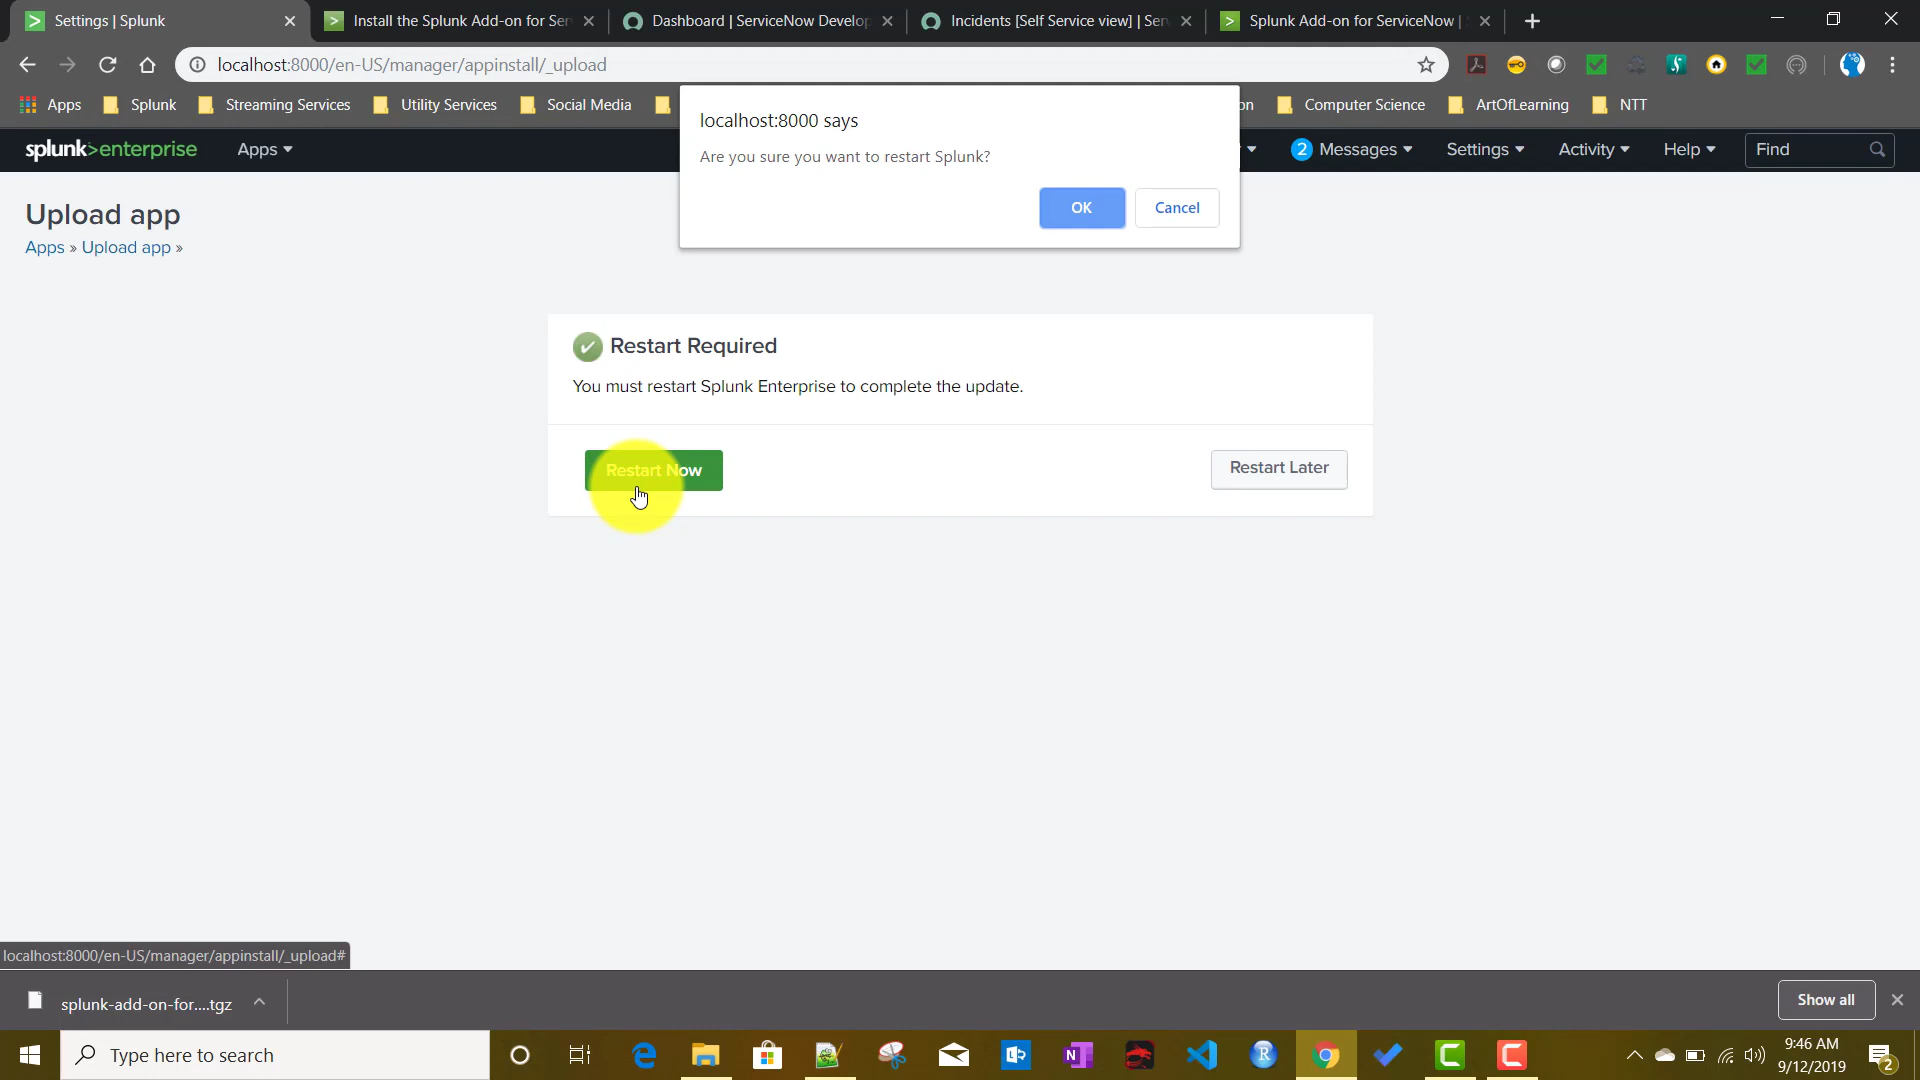 Settings | Splunk
Install the Splunk Add-on for Ser
Dashboard | ServiceNow Develop
Incidents [Self Service view] | Ser
Splunk Add-on for ServiceNow |
localhost:8000/en-US/manager/appinstall/_upload
Apps
Splunk
Streaming Services
Utility Services
Social Media
on
Computer Science
ArtOfLearning
NTT
localhost:8000 says
Are you sure you want to restart Splunk?
OK
Cancel
splunk>enterprise
Apps
2
Messages
Settings
Activity
Help
Find
Upload app
Apps » Upload app »
Restart Required
You must restart Splunk Enterprise to complete the update.
Restart Now
Restart Later
localhost:8000/en-US/manager/appinstall/_upload#
splunk-add-on-for....tgz
Show all
Type here to search
9:46 AM
9/12/2019
2